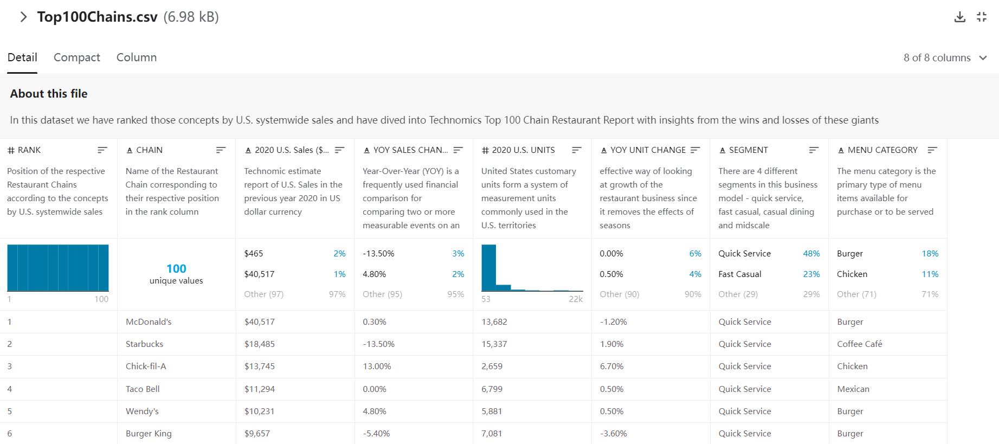 Top100Chains.csv (6.98 kB)
Detail Compact Column 8 of 8 columns
About this file
In this dataset we have ranked those concepts by U.S. systemwide sales and have dived into Technomics Top 100 Chain Restaurant Report with insights from the wins and losses of these giants
# RANK
Position of the respective
Restaurant Chains
according to the concepts
by U.S. systemwide sales
A CHAIN
Name of the Restaurant
Chain corresponding to
their respective position
in the rank column
A 2020 U.S. Sales ($...
Technomic estimate
report of U.S. Sales in the
previous year 2020 in US
dollar currency
A YOY SALES CHAN...
Year-Over-Year (YOY) is a
frequently used financial
comparison for
comparing two or more
measurable events on an
# 2020 U.S. UNITS
United States customary
units form a system of
measurement units
commonly used in the
U.S. territories
A YOY UNIT CHANGE
effective way of looking
at growth of the
restaurant business since
it removes the effects of
seasons
A SEGMENT
There are 4 different
segments in this business
model - quick service,
fast casual, casual dining
and midscale
A MENU CATEGORY
The menu category is the
primary type of menu
items available for
purchase or to be served
1 100
100
unique values
$465 2%
$40,517 1%
Other (97) 97%
-13.50% 3%
4.80% 2%
Other (95) 95%
53 22k
0.00% 6%
0.50% 4%
Other (90) 90%
Quick Service 48%
Fast Casual 23%
Other (29) 29%
Burger 18%
Chicken 11%
Other (71) 71%
1 McDonald's $40,517 0.30% 13,682 -1.20% Quick Service Burger
2 Starbucks $18,485 -13.50% 15,337 1.90% Quick Service Coffee Café
3 Chick-fil-A $13,745 13.00% 2,659 6.70% Quick Service Chicken
4 Taco Bell $11,294 0.00% 6,799 0.50% Quick Service Mexican
5 Wendy's $10,231 4.80% 5,881 0.50% Quick Service Burger
6 Burger King $9,657 -5.40% 7,081 -3.60% Quick Service Burger